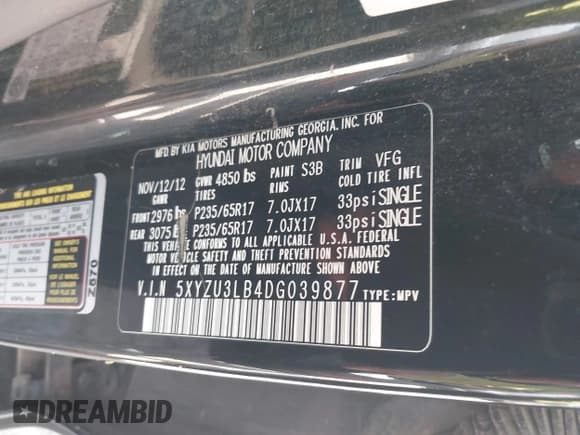 MFD BY KIA MOTORS MANUFACTURING GEORGIA, INC. FOR
HYUNDAI MOTOR COMPANY
NOV/12/12 GVWR 4850 lbs PAINT S3B TRIM VFG
GAWR TIRES RIMS COLD TIRE INFL
FRONT 2976 lbs P235/65R17 7.0JX17 33psi SINGLE
REAR 3075 lbs P235/65R17 7.0JX17 33psi SINGLE
THIS VEHICLE CONFORMS TO ALL APPLICABLE U.S.A. FEDERAL
MOTOR VEHICLE SAFETY AND THEFT PREVENTION STANDARDS
IN EFFECT ON THE DATE OF MANUFACTURE SHOWN ABOVE.
V.I.N 5XYZU3LB4DG039877 TYPE:MPV
Z670
DREAMBID